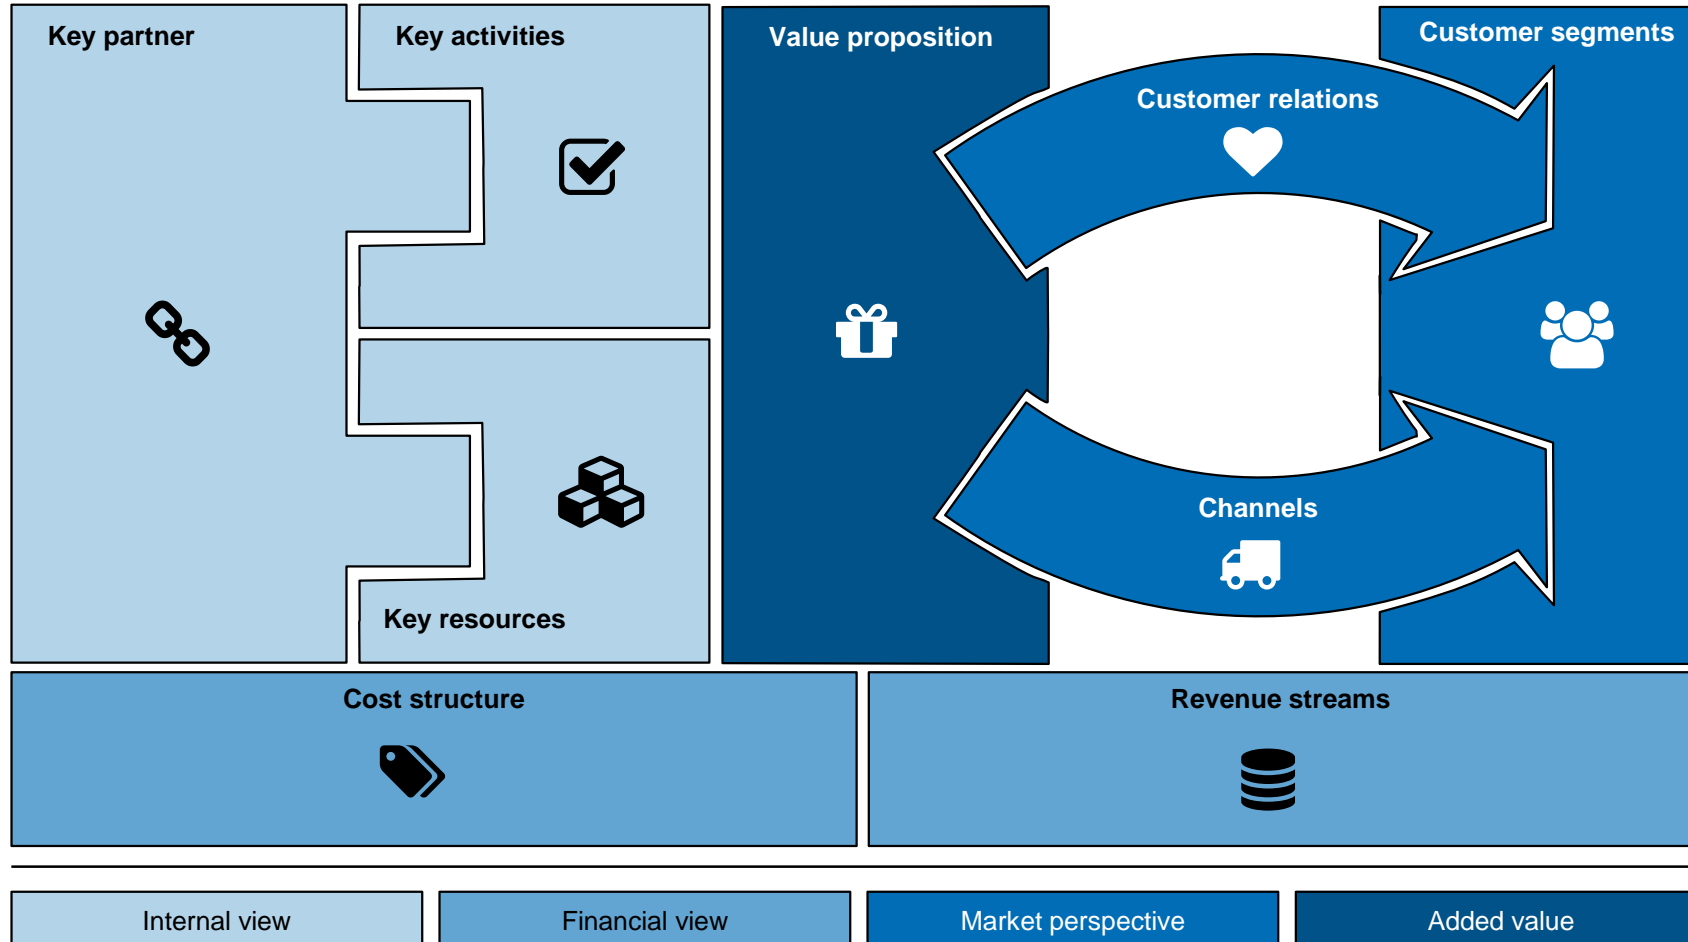 Key partner
Key activities
Value proposition
Customer segments
Customer relations
Channels
Key resources
Cost structure
Revenue streams
Internal view
Financial view
Market perspective
Added value